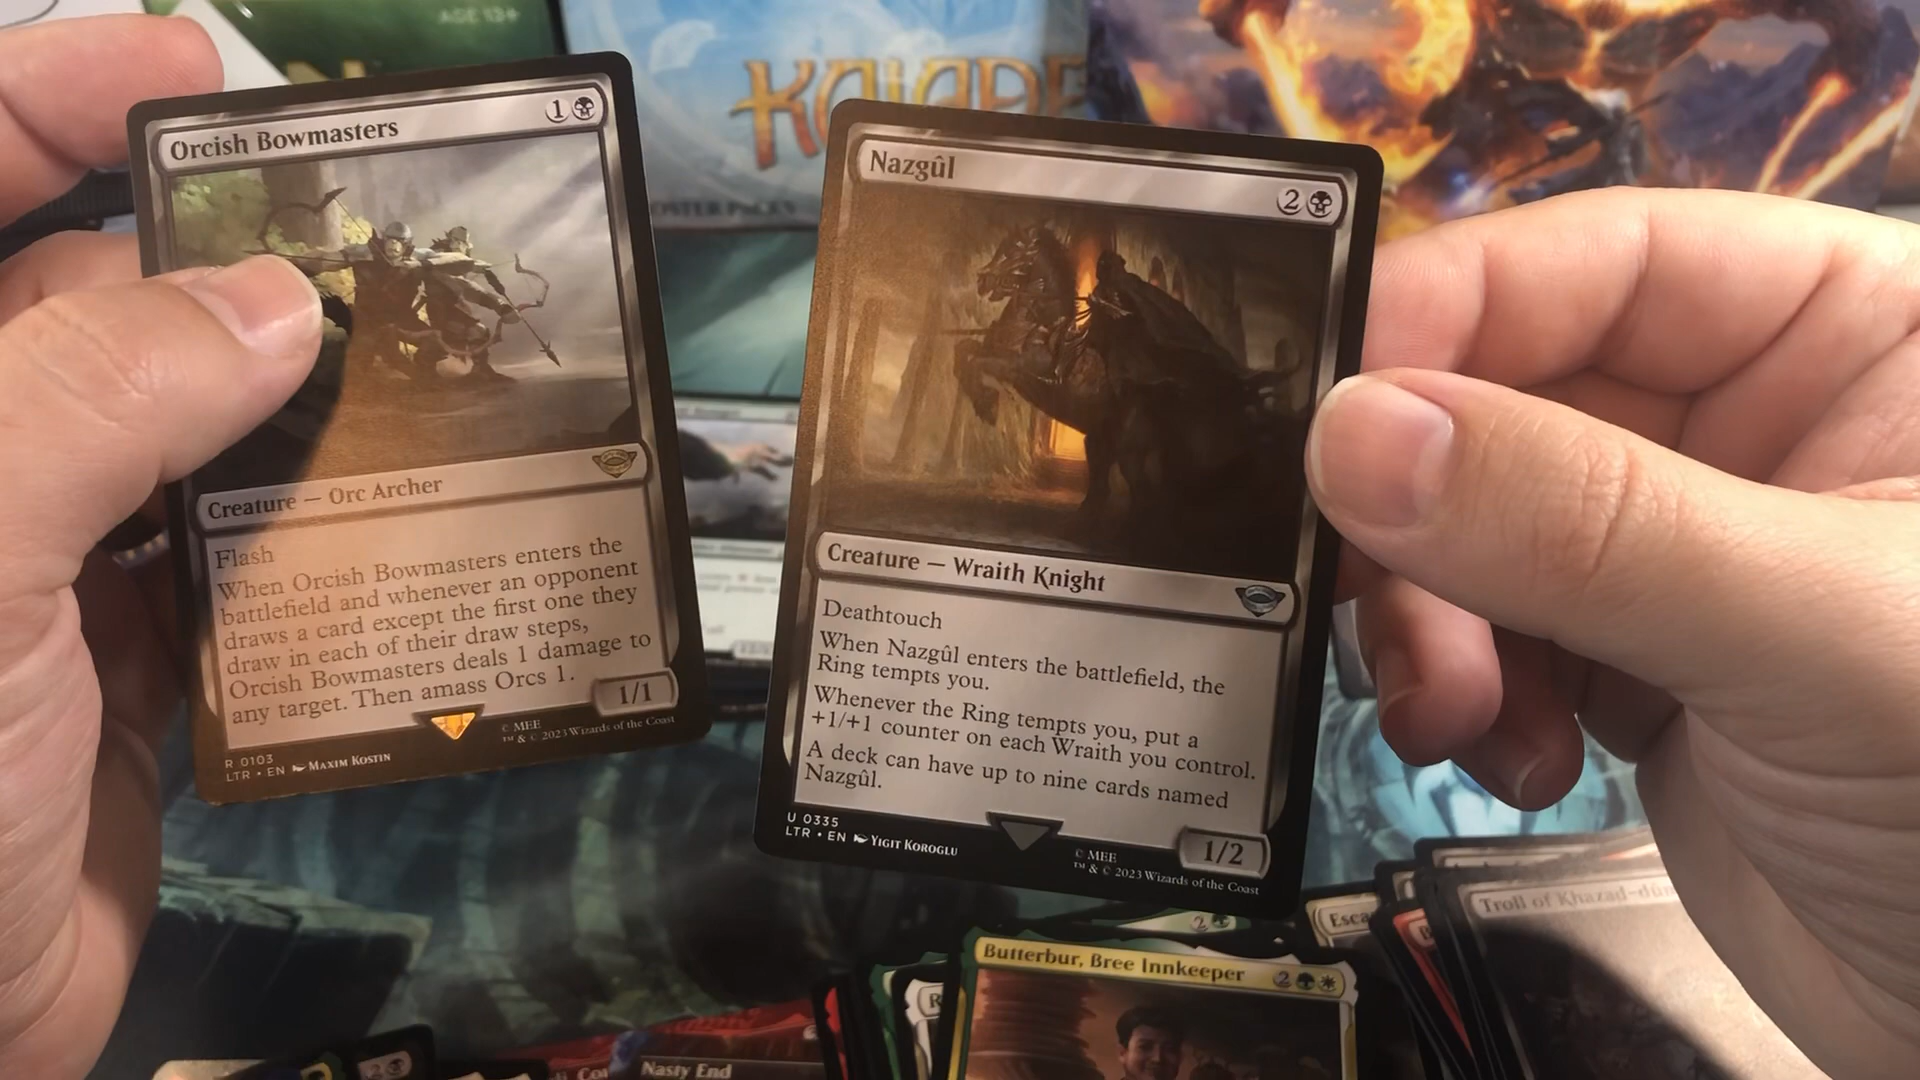 AGE 13+
KALADE
Orcish Bowmasters
1
Creature — Orc Archer
Flash
When Orcish Bowmasters enters the
battlefield and whenever an opponent
draws a card except the first one they
draw in each of their draw steps,
Orcish Bowmasters deals 1 damage to
any target. Then amass Orcs 1.
1/1
R 0103
LTR • EN MAXIM KOSTIN
© MEE
™ & © 2023 Wizards of the Coast
Nazgûl
2
Creature — Wraith Knight
Deathtouch
When Nazgûl enters the battlefield, the
Ring tempts you.
Whenever the Ring tempts you, put a
+1/+1 counter on each Wraith you control.
A deck can have up to nine cards named
Nazgûl.
1/2
U 0335
LTR • EN YIGIT KOROGLU
© MEE
™ & © 2023 Wizards of the Coast
2
Butterbur, Bree Innkeeper
2
Esca
Troll of Khazad-dûm
Nasty End
2